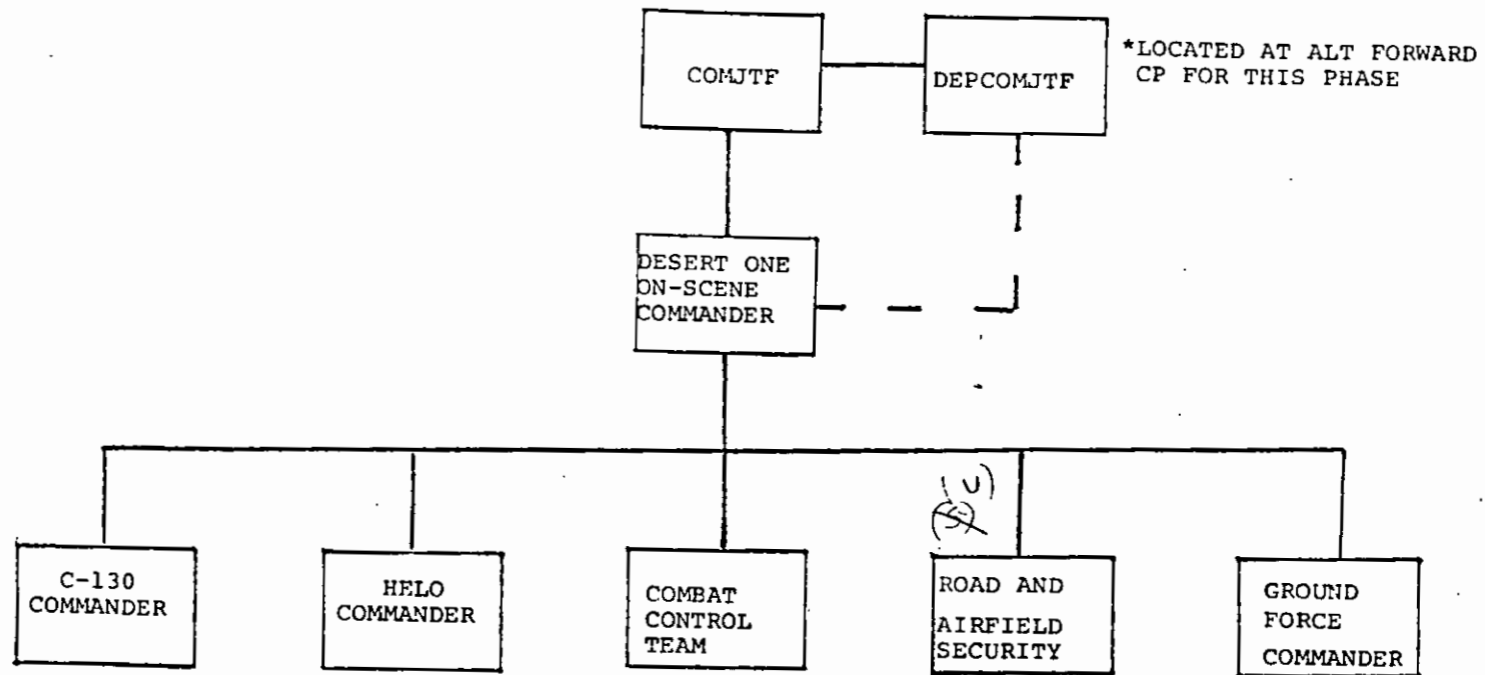 COMJTF
DEPCOMJTF
*LOCATED AT ALT FORWARD
CP FOR THIS PHASE
DESERT ONE
ON-SCENE
COMMANDER
(U)
C-130
COMMANDER
HELO
COMMANDER
COMBAT
CONTROL
TEAM
ROAD AND
AIRFIELD
SECURITY
GROUND
FORCE
COMMANDER